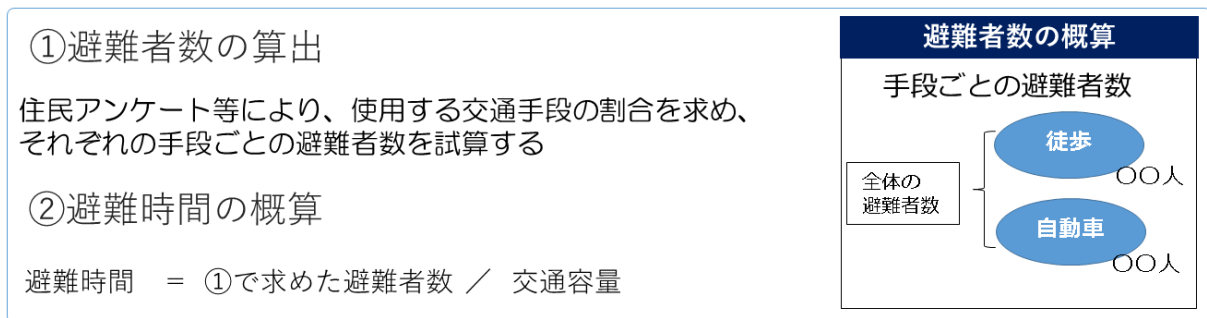 ①避難者数の算出
住民アンケート等により、使用する交通手段の割合を求め、
それぞれの手段ごとの避難者数を試算する
②避難時間の概算
避難時間 = ①で求めた避難者数 / 交通容量
避難者数の概算
手段ごとの避難者数
徒歩
〇〇人
全体の
避難者数
自動車
〇〇人